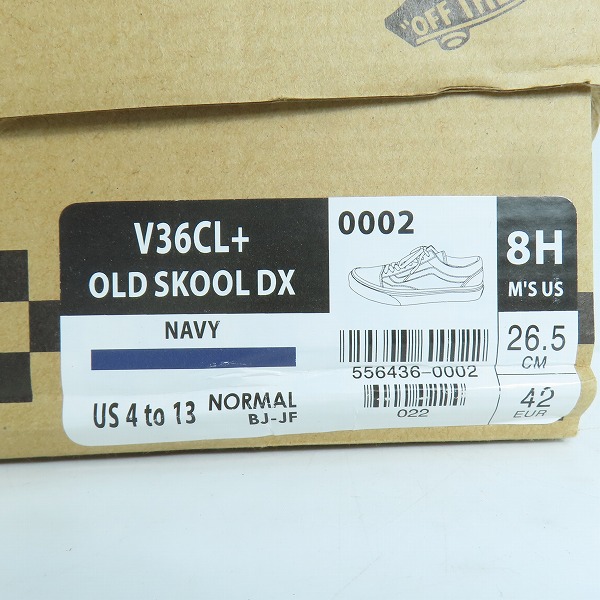 "OFF THE
V36CL+
OLD SKOOL DX
NAVY
US 4 to 13 NORMAL
BJ-JF
0002
556436-0002
022
8H
M'S US
26.5
CM
42
EUR